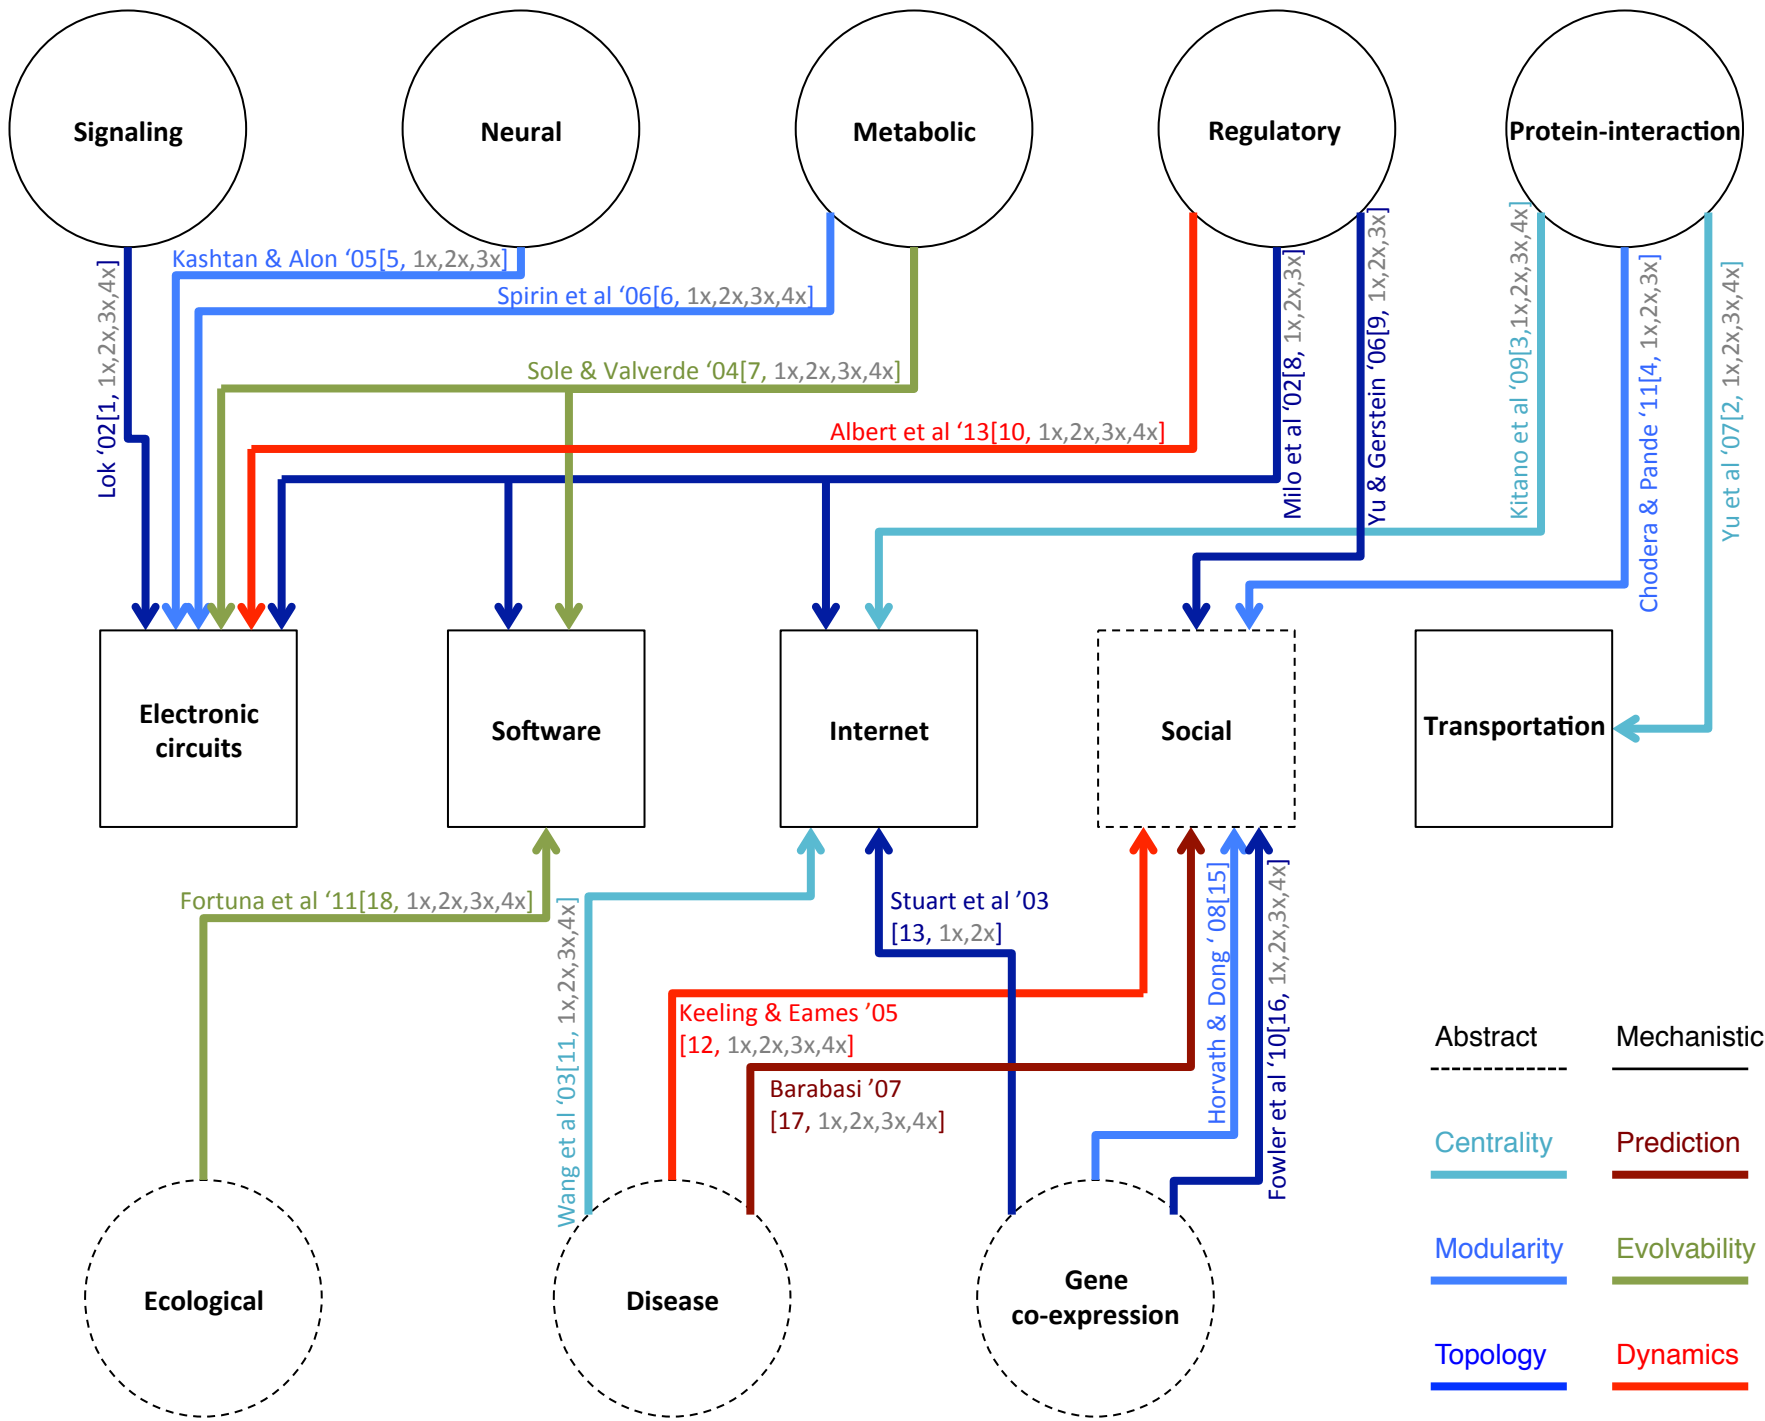 Signaling
Neural
Metabolic
Regulatory
Protein-interaction
Kashtan & Alon ‘05[5, 1x,2x,3x]
Spirin et al ‘06[6, 1x,2x,3x,4x]
Sole & Valverde ‘04[7, 1x,2x,3x,4x]
Albert et al ‘13[10, 1x,2x,3x,4x]
Lok ‘02[1, 1x,2x,3x,4x]
Milo et al ‘02[8, 1x,2x,3x]
Yu & Gerstein ‘06[9, 1x,2x,3x]
Kitano et al ‘09[3,1x,2x,3x,4x]
Chodera & Pande ‘11[4, 1x,2x,3x]
Yu et al ‘07[2, 1x,2x,3x,4x]
Electronic
circuits
Software
Internet
Social
Transportation
Fortuna et al ‘11[18, 1x,2x,3x,4x]
Wang et al ‘03[11, 1x,2x,3x,4x]
Stuart et al ’03
[13, 1x,2x]
Keeling & Eames ’05
[12, 1x,2x,3x,4x]
Barabasi ’07
[17, 1x,2x,3x,4x]
Horvath & Dong ‘ 08[15]
Fowler et al ‘10[16, 1x,2x,3x,4x]
Ecological
Disease
Gene
co-expression
Abstract
Mechanistic
Centrality
Prediction
Modularity
Evolvability
Topology
Dynamics